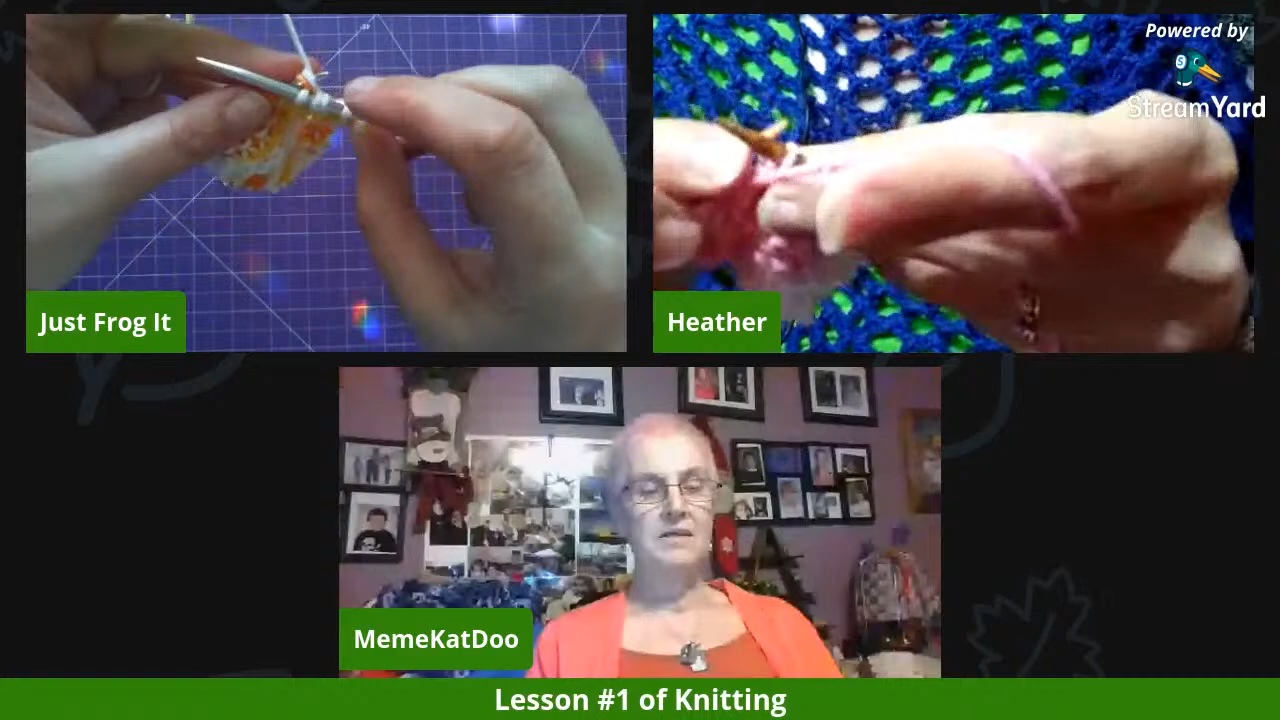 Powered by
StreamYard
Just Frog It
Heather
MemeKatDoo
Lesson #1 of Knitting